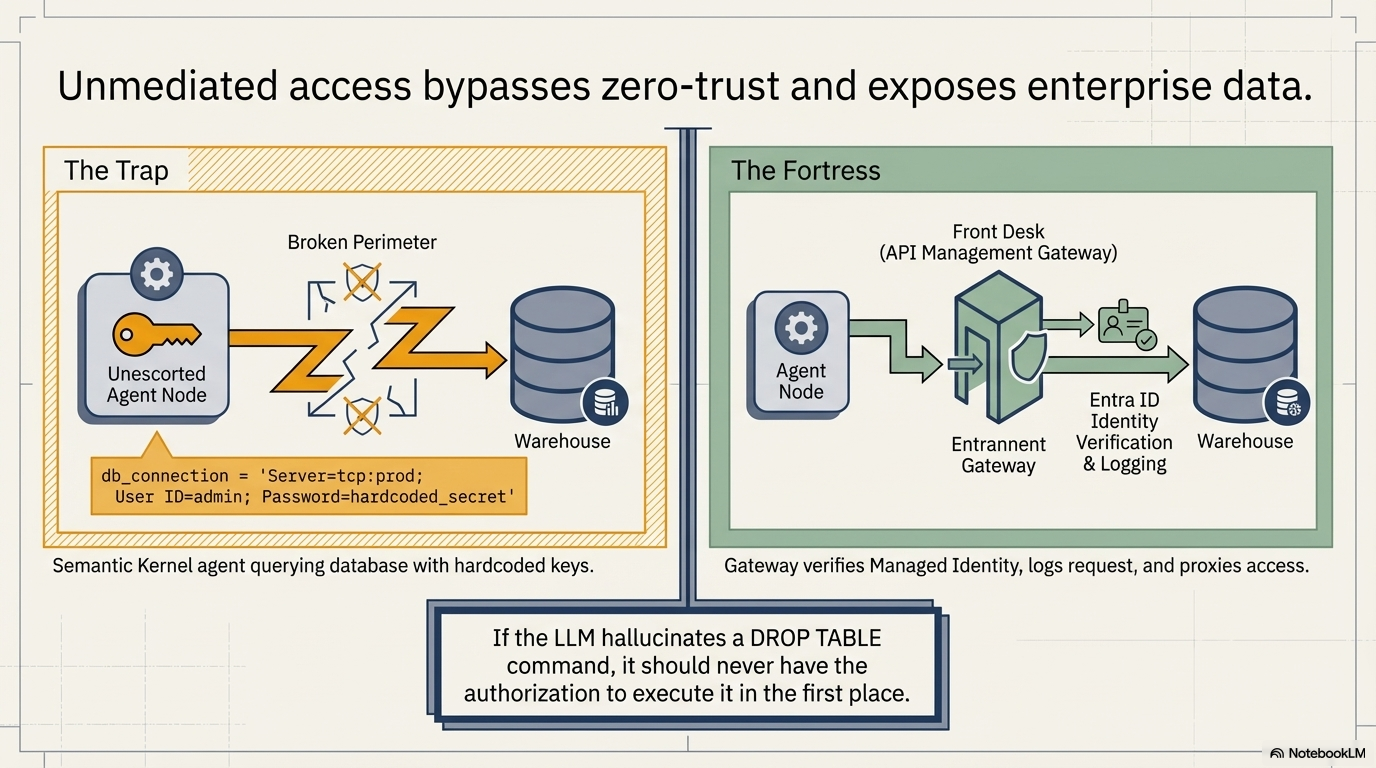 Unmediated access bypasses zero-trust and exposes enterprise data.
The Trap
Broken Perimeter
Unescorted
Agent Node
Warehouse
db_connection = 'Server=tcp:prod;
User ID=admin; Password=hardcoded_secret'
Semantic Kernel agent querying database with hardcoded keys.
The Fortress
Front Desk
(API Management Gateway)
Agent
Node
Entrannent
Gateway
Entra ID
Identity
Verification
& Logging
Warehouse
Gateway verifies Managed Identity, logs request, and proxies access.
If the LLM hallucinates a DROP TABLE
command, it should never have the
authorization to execute it in the first place.
NotebookLM